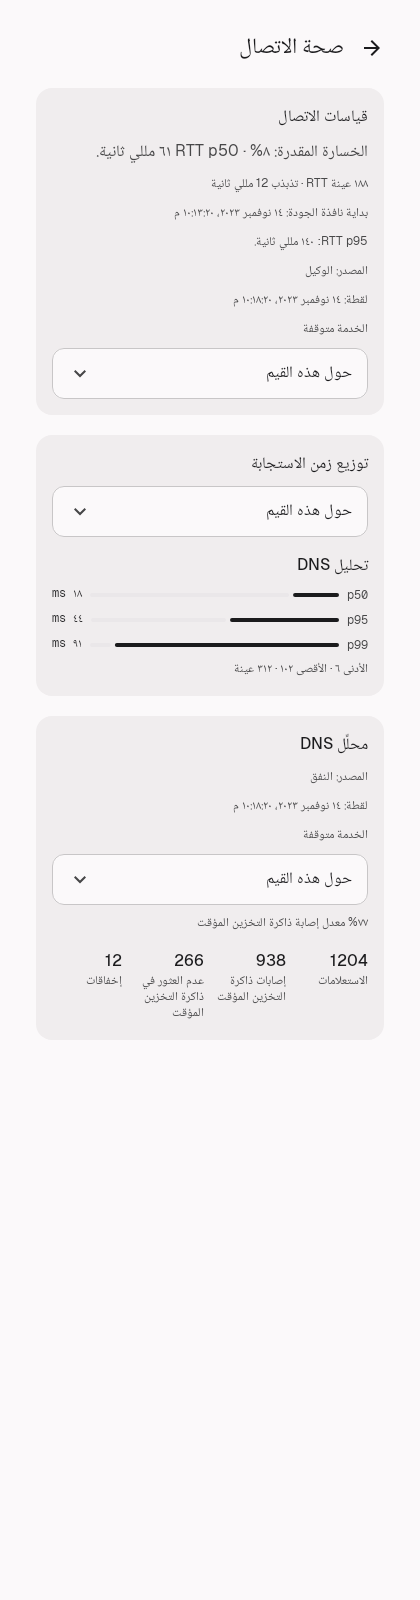 صحة الاتصال
قياسات الاتصال
الخسارة المقدرة: ٨% · RTT p50 ٦١ مللي ثانية.
١٨٨ عينة RTT · تذبذب 12 مللي ثانية
بداية نافذة الجودة: ١٤ نوفمبر ٢٠٢٣، ١٠:١٣:٢٠ م
RTT p95: ١٤٠ مللي ثانية.
المصدر: الوكيل
لقطة: ١٤ نوفمبر ٢٠٢٣، ١٠:١٨:٢٠ م
الخدمة متوقفة
حول هذه القيم
توزيع زمن الاستجابة
حول هذه القيم
تحليل DNS
p50 ١٨ ms
p95 ٤٤ ms
p99 ٩١ ms
الأدنى ٦ · الأقصى ١٠٢ · ٣١٢ عينة
محلّل DNS
المصدر: النفق
لقطة: ١٤ نوفمبر ٢٠٢٣، ١٠:١٨:٢٠ م
الخدمة متوقفة
حول هذه القيم
٧٧% معدل إصابة ذاكرة التخزين المؤقت
1204 938 266 12
الاستعلامات إصابات ذاكرة عدم العثور في إخفاقات
التخزين المؤقت ذاكرة التخزين
المؤقت